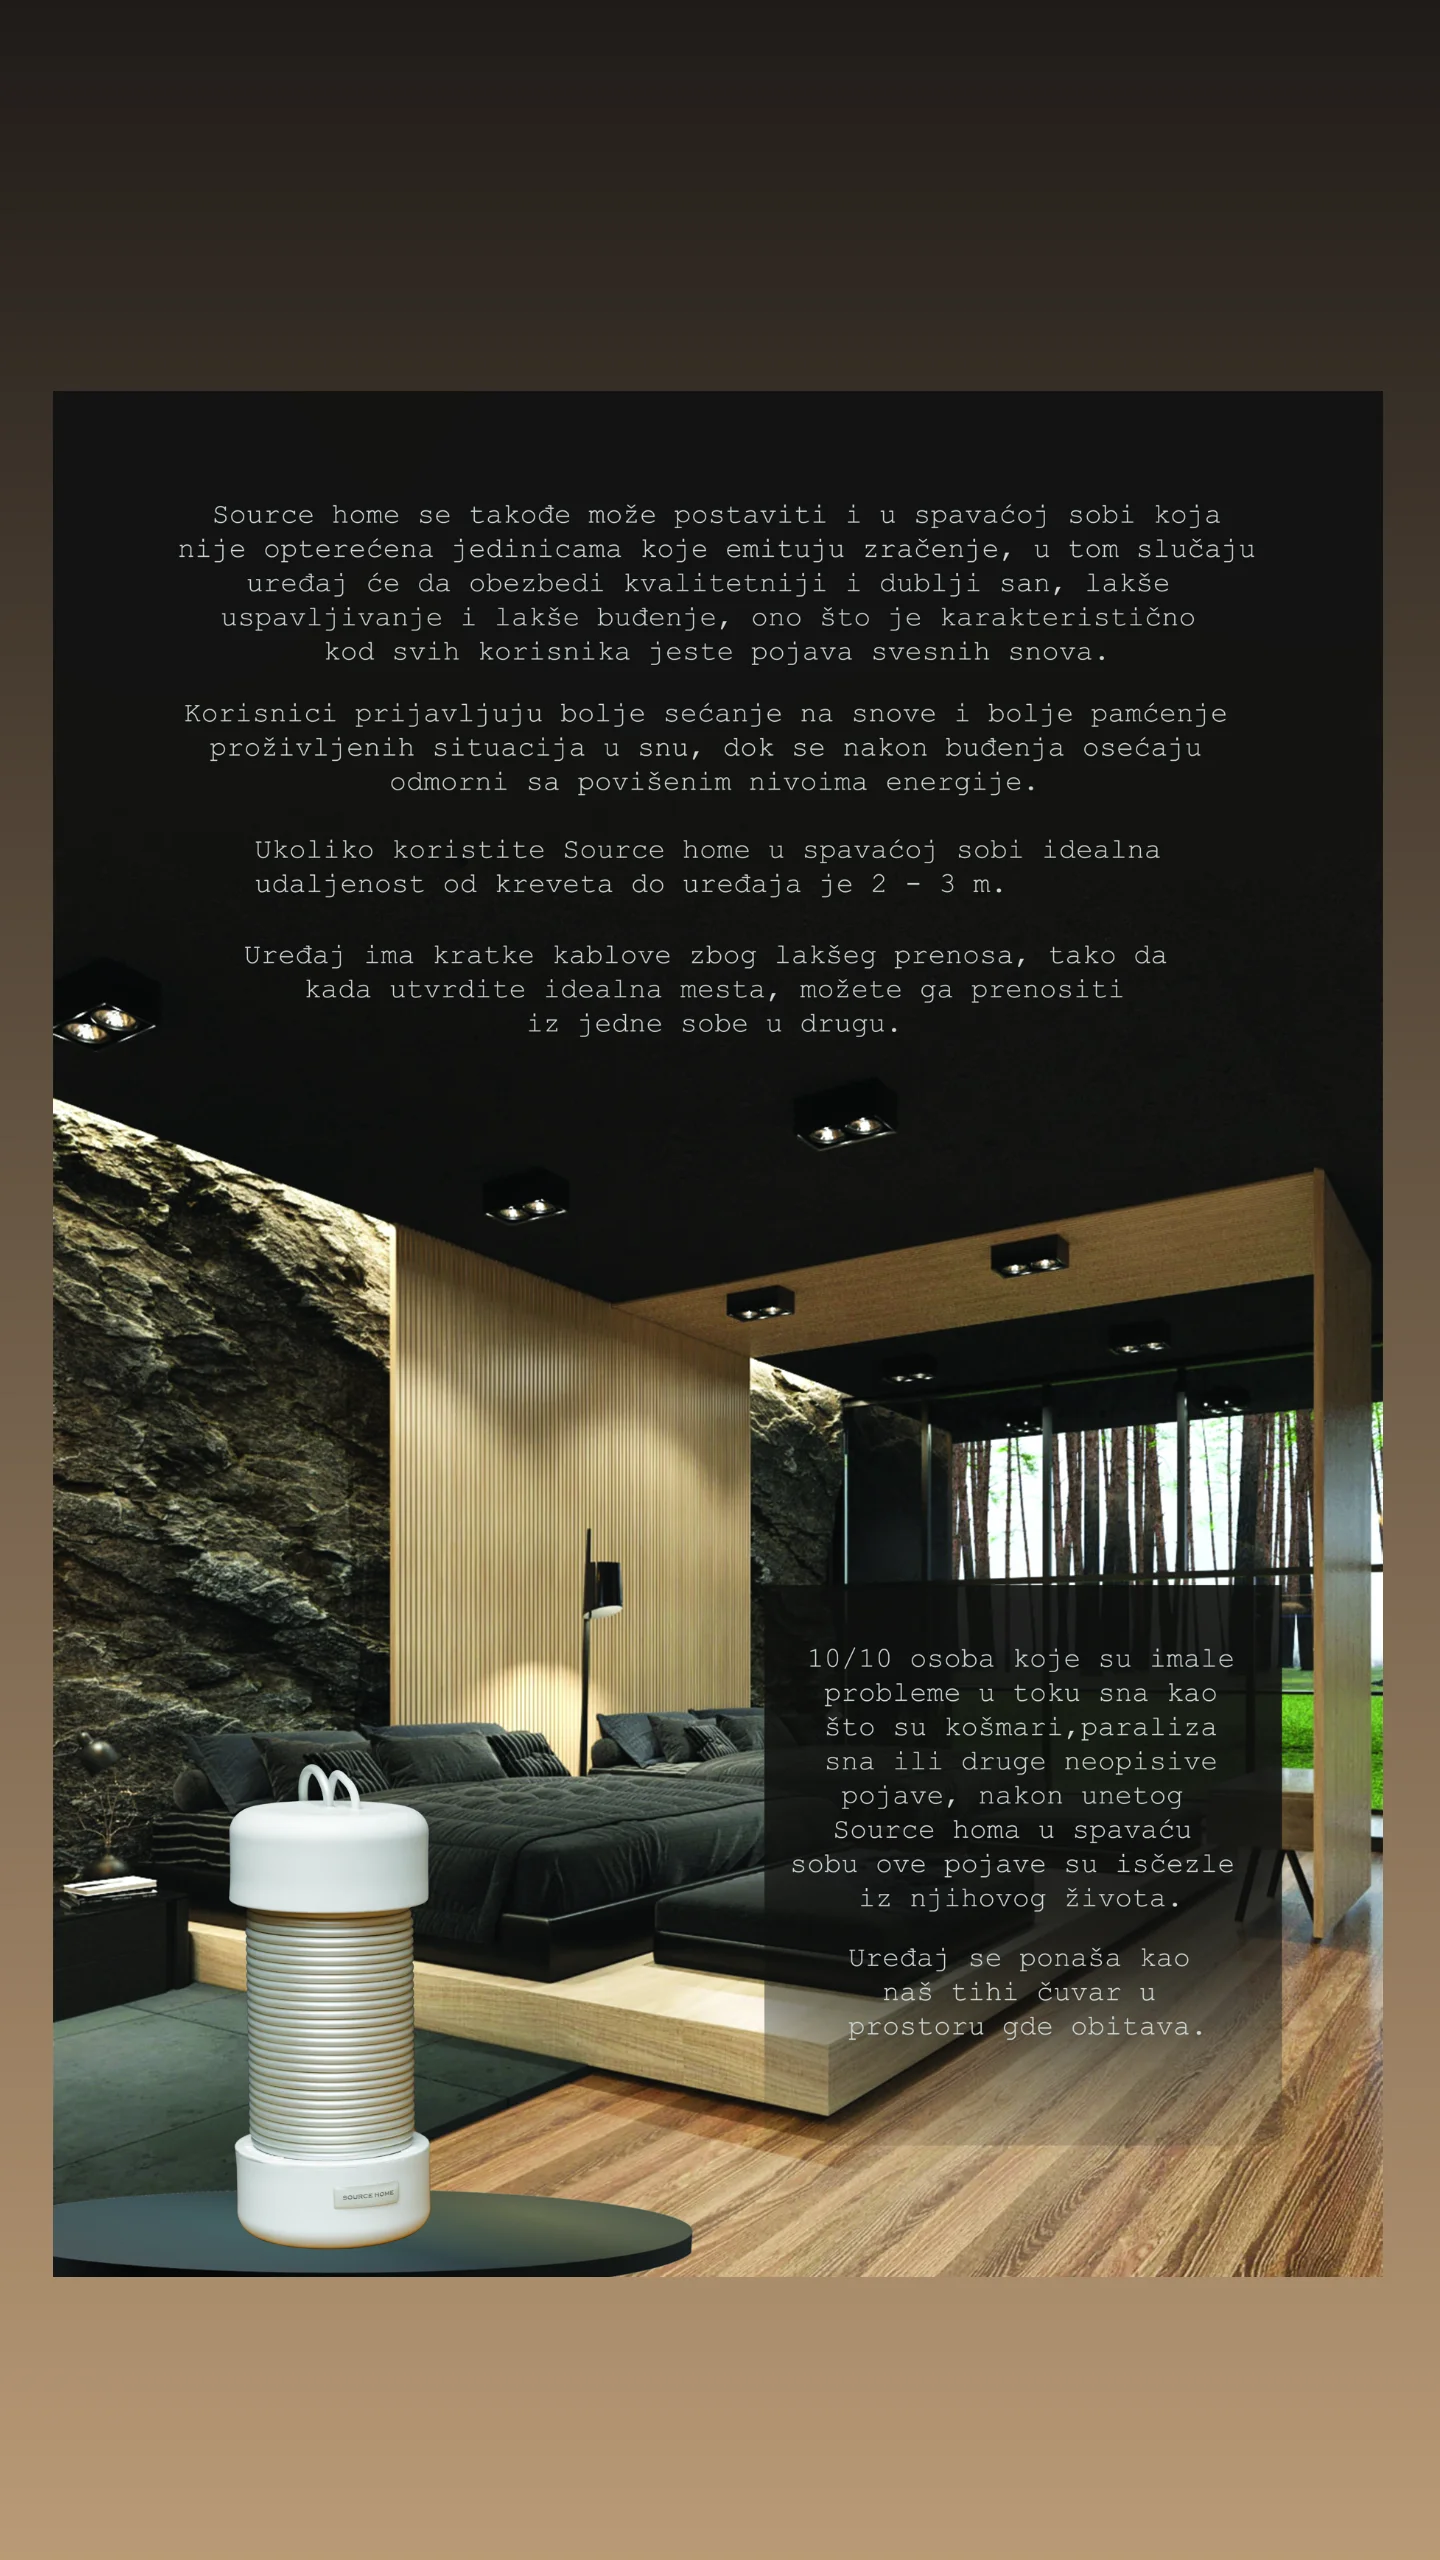 Source home se takođe može postaviti i u spavaćoj sobi koja
nije opterećena jedinicama koje emituju zračenje, u tom slučaju
uređaj će da obezbedi kvalitetniji i dublji san, lakše
uspavljivanje i lakše buđenje, ono što je karakteristično
kod svih korisnika jeste pojava svesnih snova.
Korisnici prijavljuju bolje sećanje na snove i bolje pamćenje
proživljenih situacija u snu, dok se nakon buđenja osećaju
odmorni sa povišenim nivoima energije.
Ukoliko koristite Source home u spavaćoj sobi idealna
udaljenost od kreveta do uređaja je 2 - 3 m.
Uređaj ima kratke kablove zbog lakšeg prenosa, tako da
kada utvrdite idealna mesta, možete ga prenositi
iz jedne sobe u drugu.
10/10 osoba koje su imale
probleme u toku sna kao
što su košmari,paraliza
sna ili druge neopisive
pojave, nakon unetog
Source homa u spavaću
sobu ove pojave su isčezle
iz njihovog života.
Uređaj se ponaša kao
naš tihi čuvar u
prostoru gde obitava.
SOURCE HOME